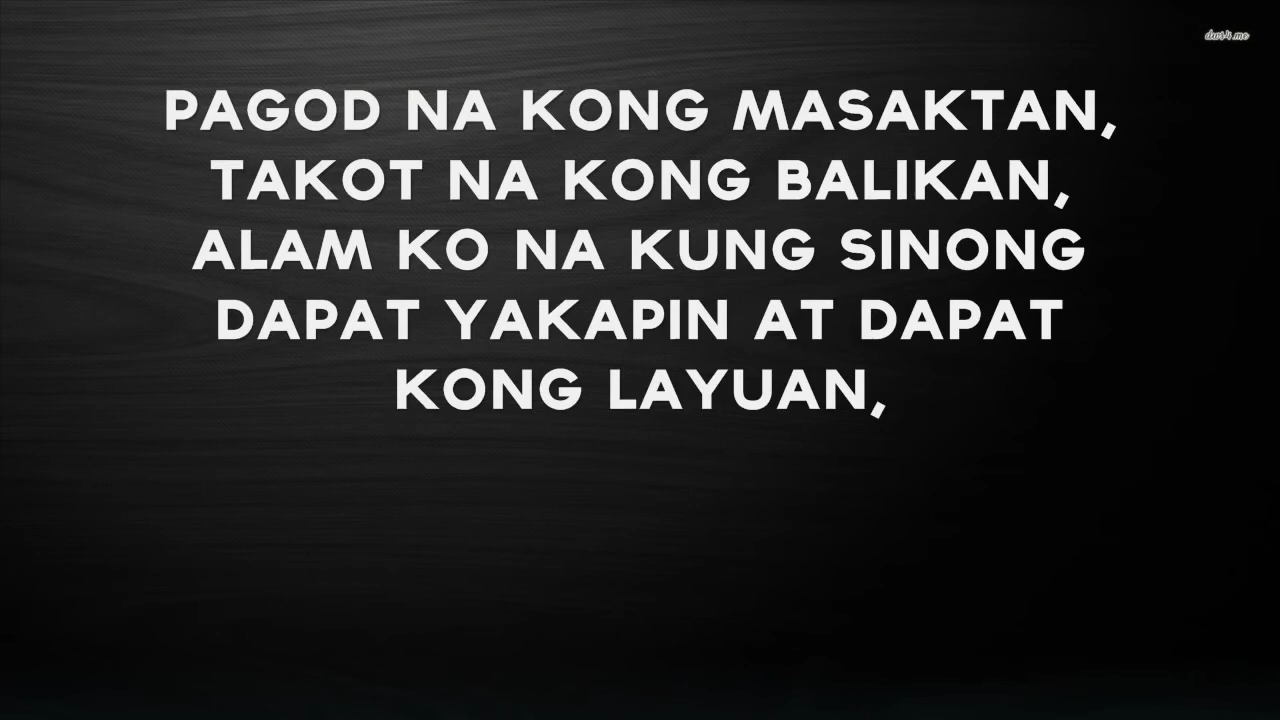 PAGOD NA KONG MASAKTAN,
TAKOT NA KONG BALIKAN,
ALAM KO NA KUNG SINONG
DAPAT YAKAPIN AT DAPAT
KONG LAYUAN,